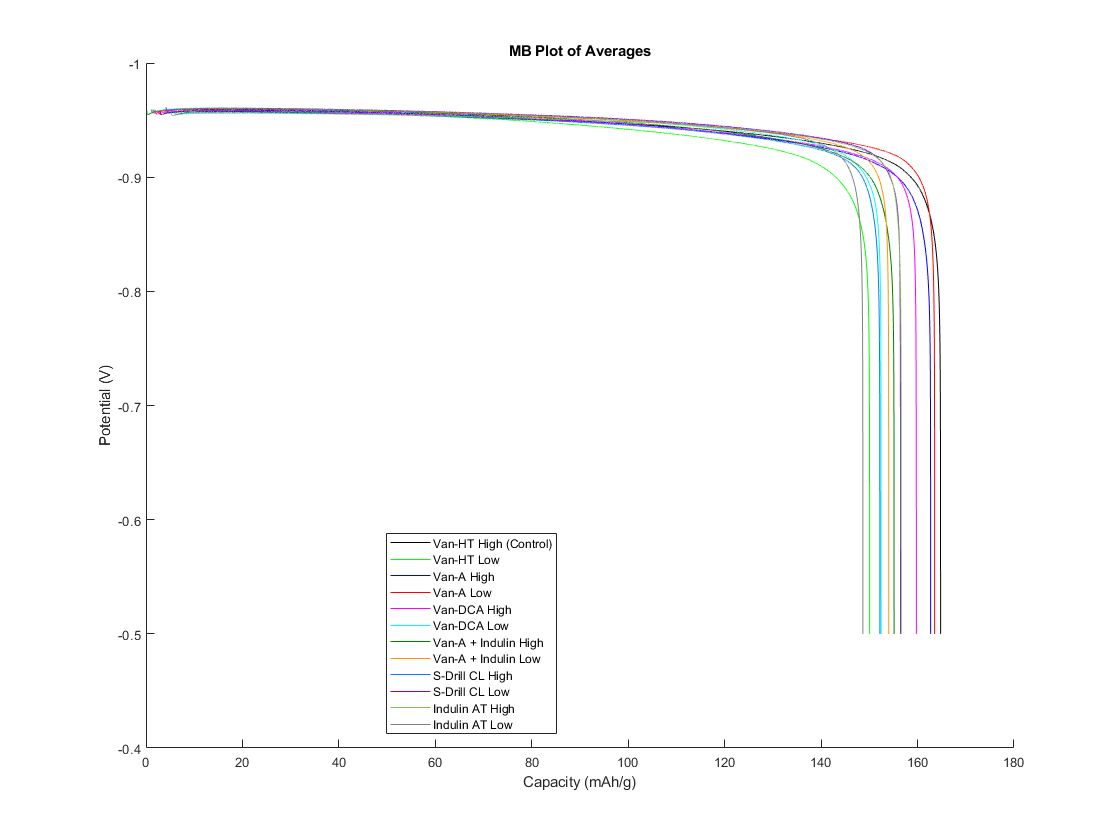 MB Plot of Averages
-1
-0.9
-0.8
-0.7
-0.6
-0.5
-0.4
Potential (V)
Van-HT High (Control)
Van-HT Low
Van-A High
Van-A Low
Van-DCA High
Van-DCA Low
Van-A + Indulin High
Van-A + Indulin Low
S-Drill CL High
S-Drill CL Low
Indulin AT High
Indulin AT Low
0 20 40 60 80 100 120 140 160 180
Capacity (mAh/g)